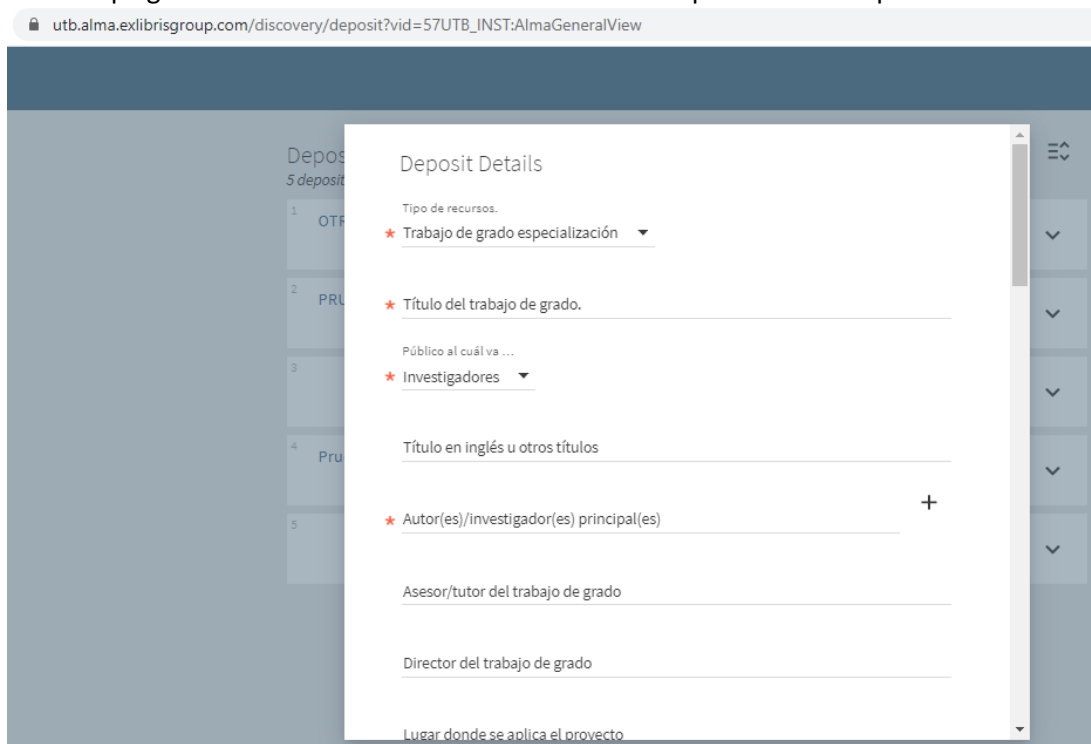 utb.alma.exlibrisgroup.com/discovery/deposit?vid=57UTB_INST:AlmaGeneralView
Depos
5 deposit
Deposit Details
Tipo de recursos.
* Trabajo de grado especialización
1 OTR
2 PRU
* Título del trabajo de grado.
Público al cuál va ...
* Investigadores
3
Título en inglés u otros títulos
4 Pru
+
* Autor(es)/investigador(es) principal(es)
5
Asesor/tutor del trabajo de grado
Director del trabajo de grado
Lugar donde se aplica el proyecto